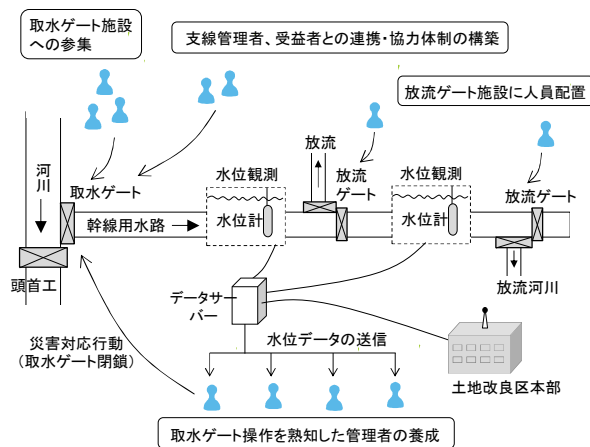 取水ゲート施設
への参集
支線管理者、受益者との連携・協力体制の構築
放流ゲート施設に人員配置
河川
取水ゲート
水位観測
放流
放流
ゲート
水位観測
放流ゲート
幹線用水路
水位計
水位計
頭首工
放流河川
データサー
バー
災害対応行動
(取水ゲート閉鎖)
水位データの送信
土地改良区本部
取水ゲート操作を熟知した管理者の養成